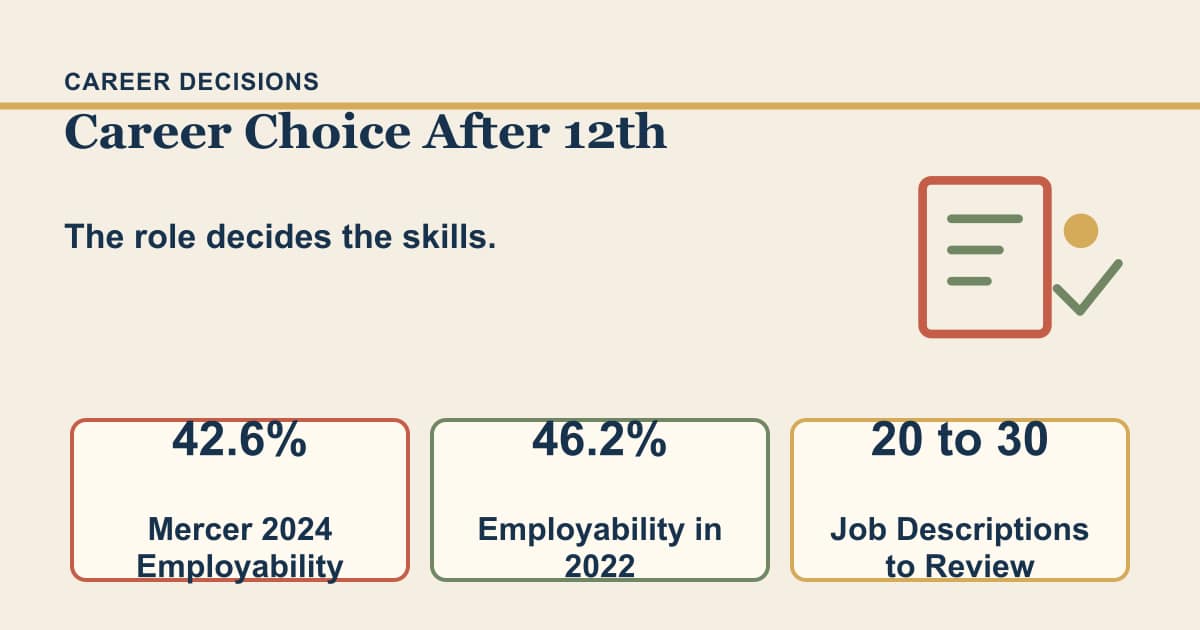 CAREER DECISIONS
Career Choice After 12th
The role decides the skills.
42.6%
Mercer 2024
Employability
46.2%
Employability in
2022
20 to 30
Job Descriptions
to Review